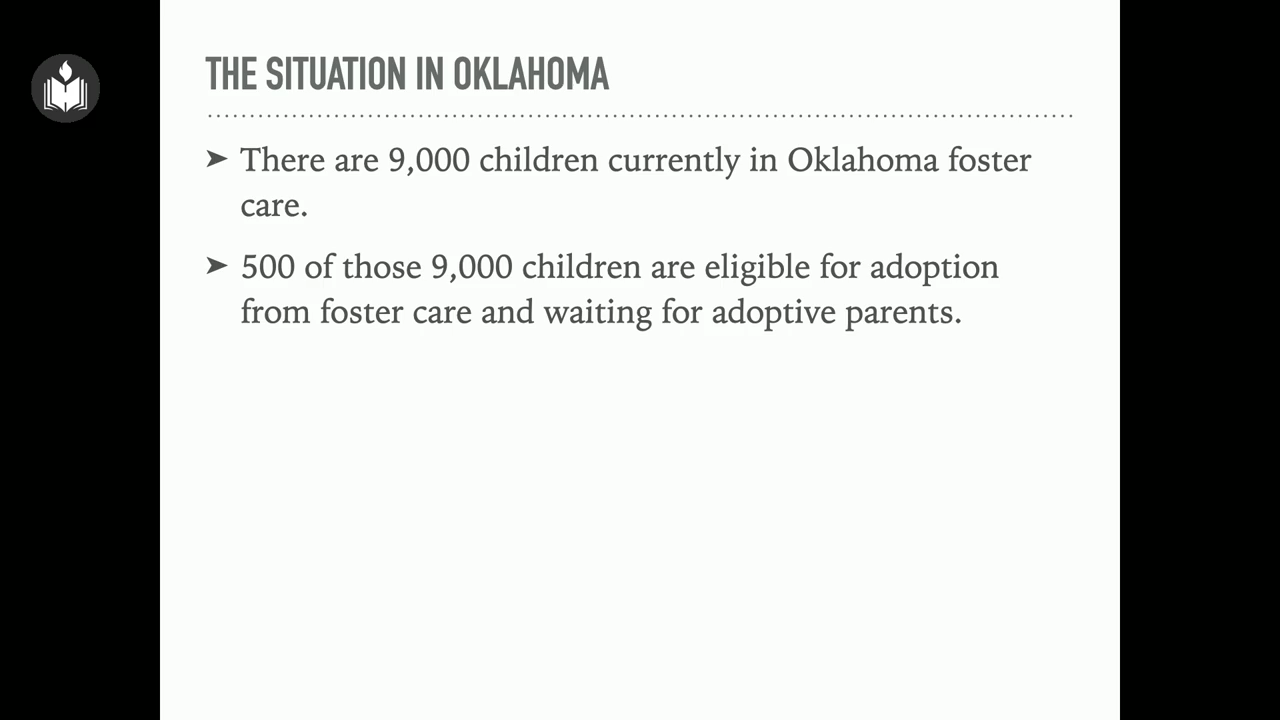 THE SITUATION IN OKLAHOMA
➤ There are 9,000 children currently in Oklahoma foster
care.
➤ 500 of those 9,000 children are eligible for adoption
from foster care and waiting for adoptive parents.